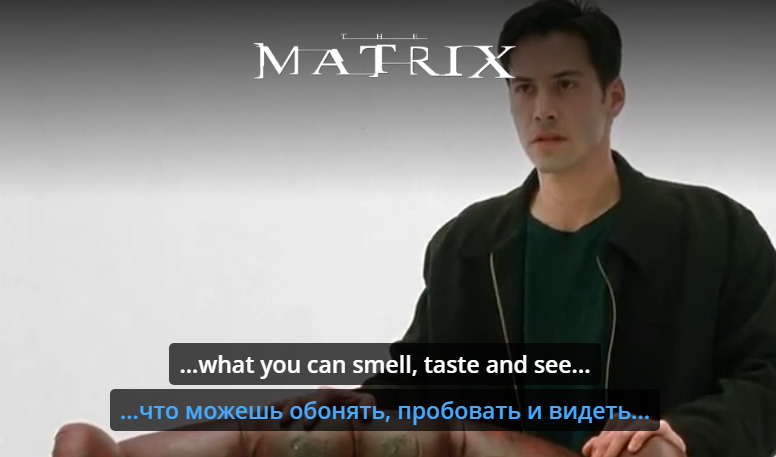 THE
MATRIX
...what you can smell, taste and see...
...что можешь обонять, пробовать и видеть...